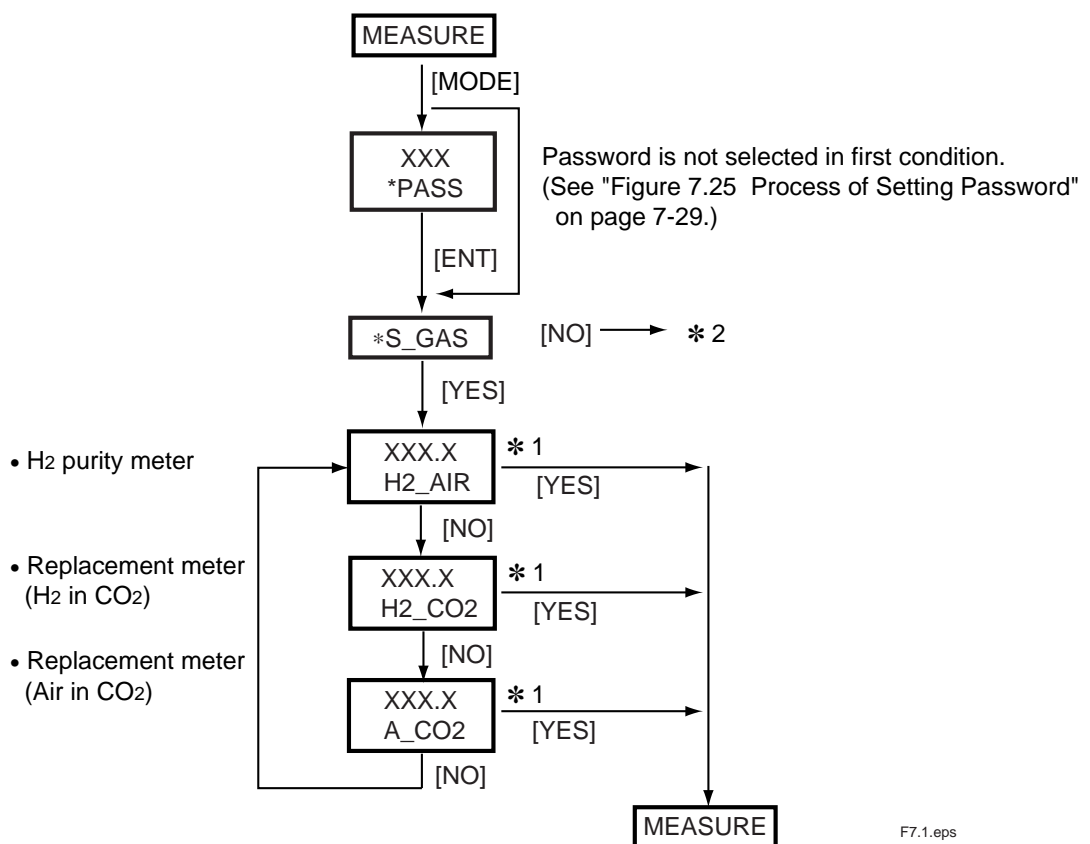 MEASURE
[MODE]
XXX
*PASS
Password is not selected in first condition.
(See "Figure 7.25 Process of Setting Password"
on page 7-29.)
[ENT]
*S_GAS
[NO]
* 2
[YES]
• H2 purity meter
XXX.X
H2_AIR
* 1
[YES]
[NO]
• Replacement meter
(H2 in CO2)
XXX.X
H2_CO2
* 1
[YES]
[NO]
• Replacement meter
(Air in CO2)
XXX.X
A_CO2
* 1
[YES]
[NO]
MEASURE
F7.1.eps